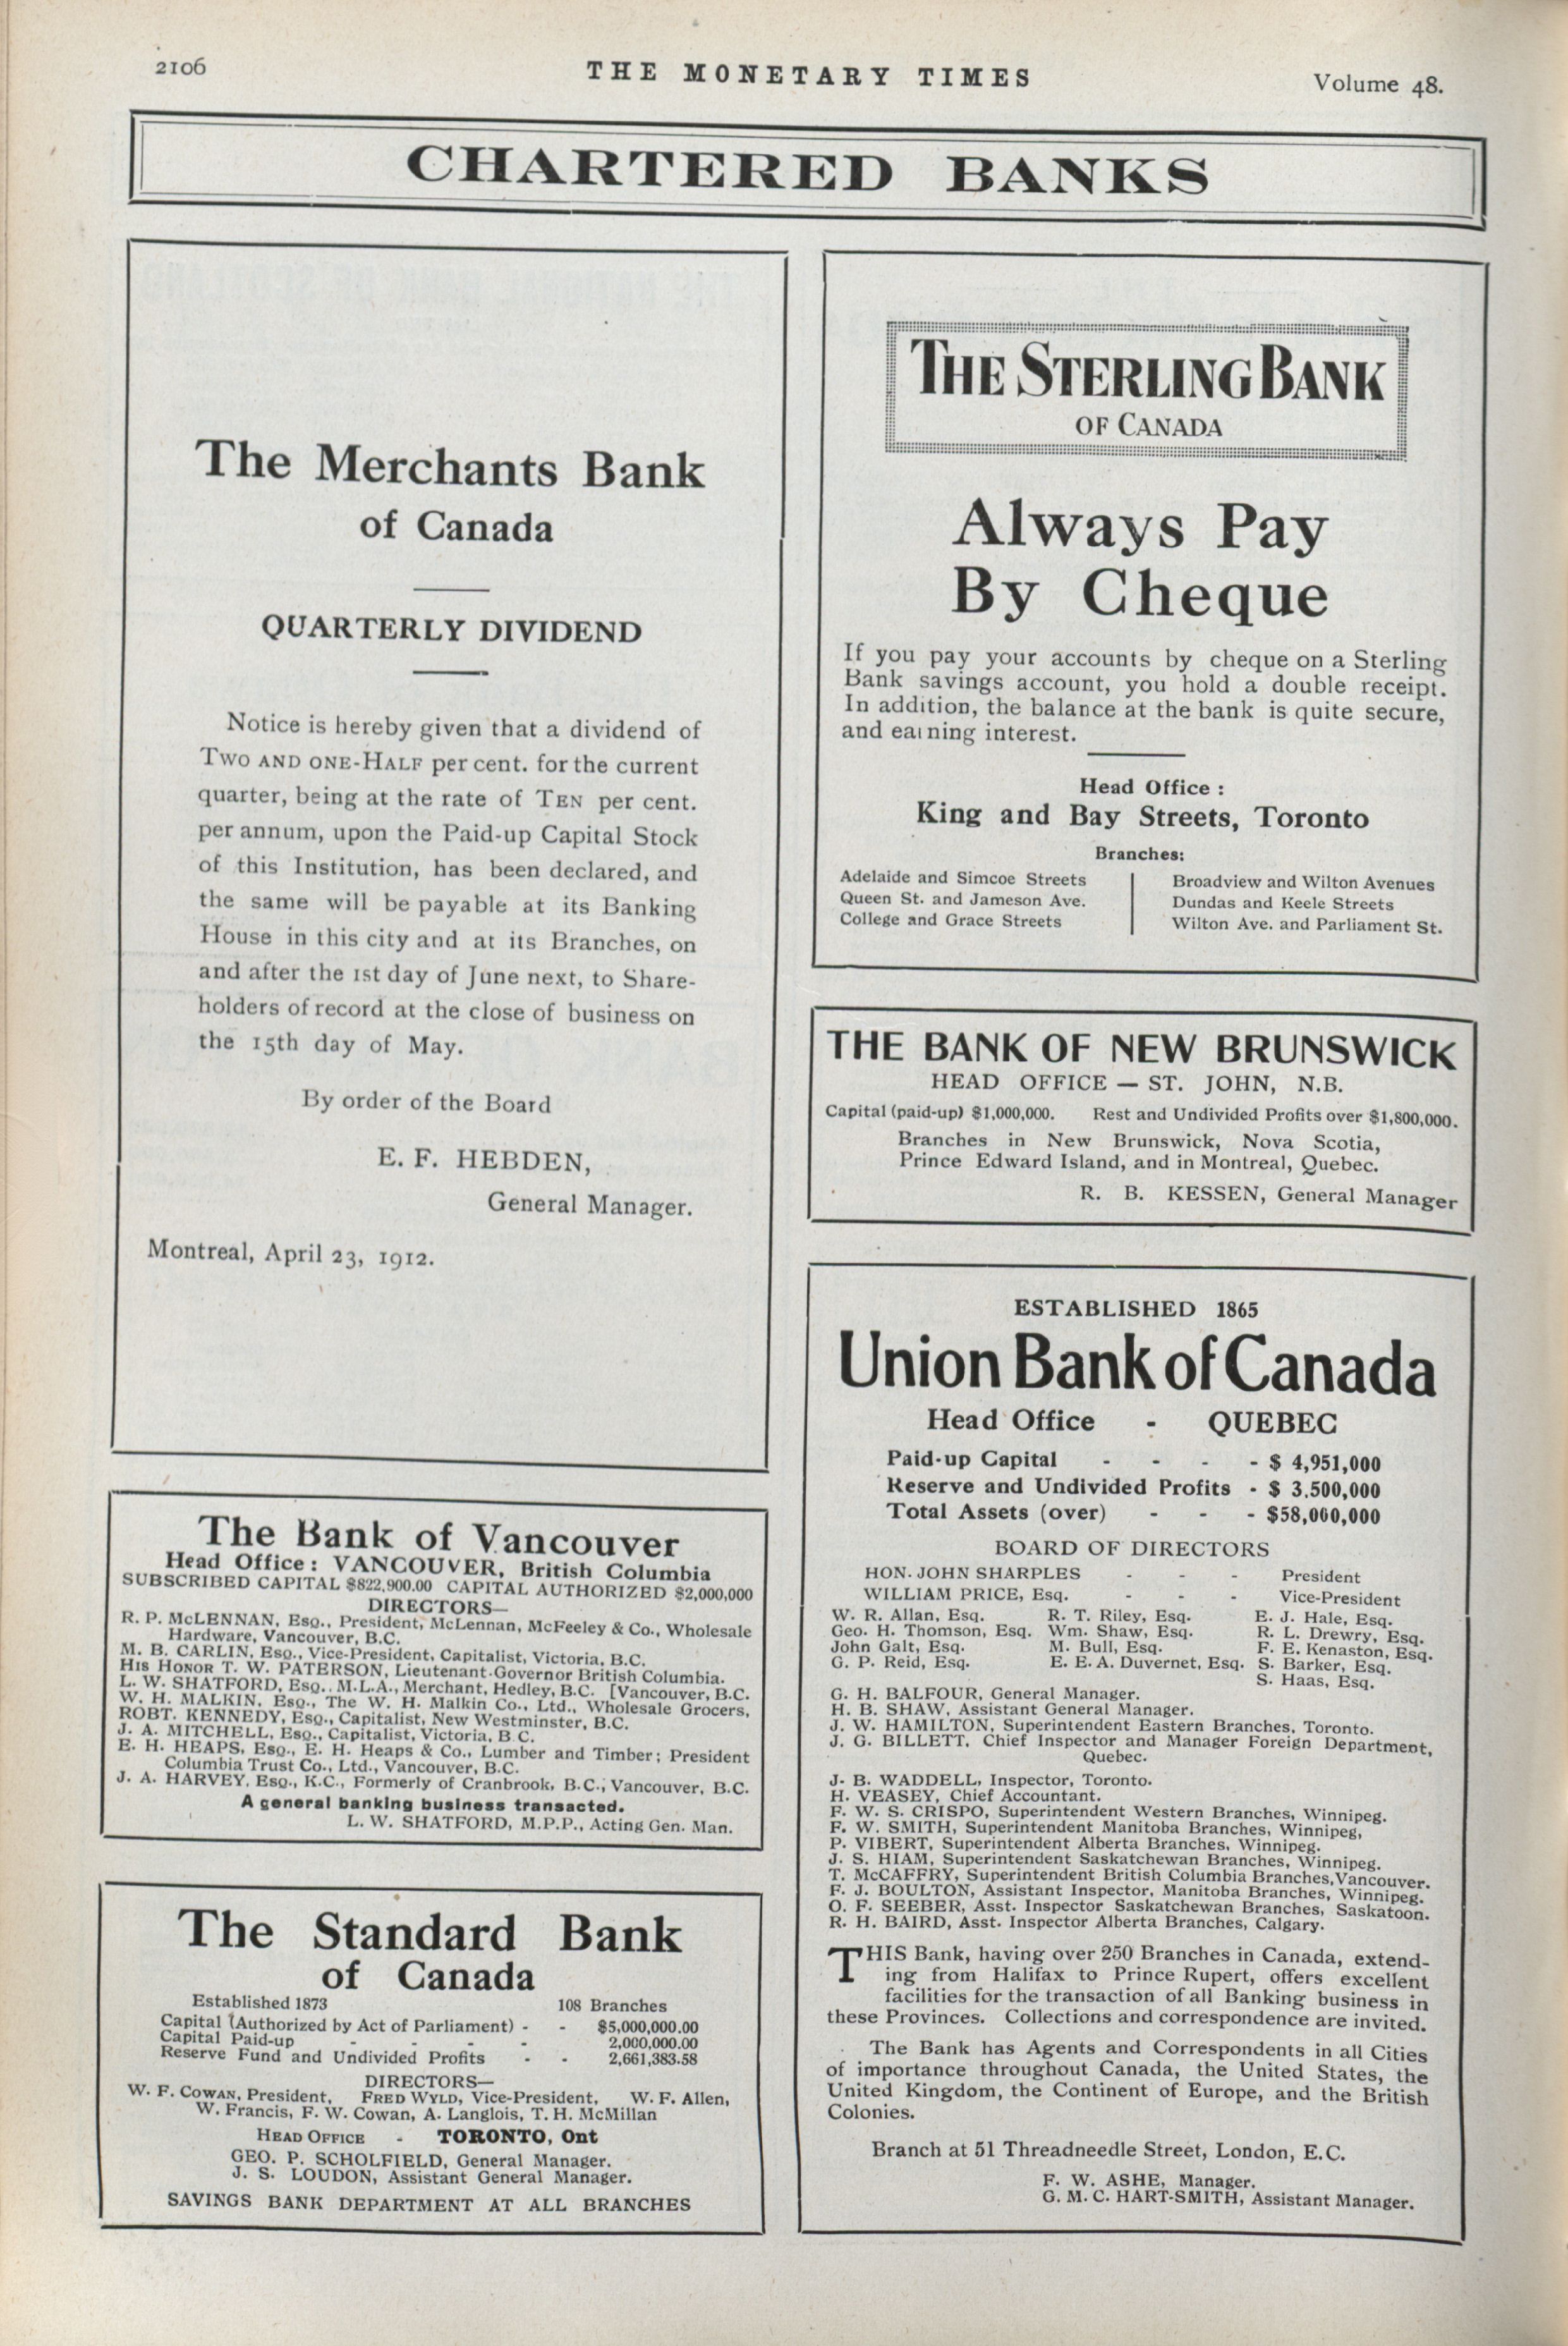 2106
THE MONETARY TIMES
Volume 48.
CHARTERED BANKS
The Merchants Bank
of Canada
QUARTERLY DIVIDEND
Notice is hereby given that a dividend of
TWO AND ONE-HALF per cent. for the current
quarter, being at the rate of TEN per cent.
per annum, upon the Paid-up Capital Stock
of this Institution, has been declared, and
the same will be payable at its Banking
House in this city and at its Branches, on
and after the 1st day of June next, to Share-
holders of record at the close of business on
the 15th day of May.
By order of the Board
E. F. HEBDEN,
General Manager.
Montreal, April 23, 1912.
The Bank of Vancouver
Head Office: VANCOUVER, British Columbia
SUBSCRIBED CAPITAL $822,900.00 CAPITAL AUTHORIZED $2,000,000
DIRECTORS—
R. P. McLENNAN, Esq., President, McLennan, McFeeley & Co., Wholesale
Hardware, Vancouver, B.C.
M. B. CARLIN, Esq., Vice-President, Capitalist, Victoria, B.C.
His Honor T. W. PATERSON, Lieutenant-Governor British Columbia.
L. W. SHATFORD, Esq., M.L.A., Merchant, Hedley, B.C. [Vancouver, B.C.
W. H. MALKIN, Esq., The W. H. Malkin Co., Ltd., Wholesale Grocers,
ROBT. KENNEDY, Esq., Capitalist, New Westminster, B.C.
J. A. MITCHELL, Esq., Capitalist, Victoria, B.C.
E. H. HEAPS, Esq., E. H. Heaps & Co., Lumber and Timber; President
Columbia Trust Co., Ltd., Vancouver, B.C.
J. A. HARVEY, Esq., K.C., Formerly of Cranbrook, B.C., Vancouver, B.C.
A general banking business transacted.
L. W. SHATFORD, M.P.P., Acting Gen. Man.
The Standard Bank
of Canada
Established 1873 108 Branches
Capital (Authorized by Act of Parliament) - - $5,000,000.00
Capital Paid-up - - - - 2,000,000.00
Reserve Fund and Undivided Profits - - 2,661,383.58
DIRECTORS—
W. F. COWAN, President, FRED WYLD, Vice-President, W. F. Allen,
W. Francis, F. W. Cowan, A. Langlois, T. H. McMillan
HEAD OFFICE - TORONTO, Ont
GEO. P. SCHOLFIELD, General Manager.
J. S. LOUDON, Assistant General Manager.
SAVINGS BANK DEPARTMENT AT ALL BRANCHES
THE STERLING BANK
OF CANADA
Always Pay
By Cheque
If you pay your accounts by cheque on a Sterling
Bank savings account, you hold a double receipt.
In addition, the balance at the bank is quite secure,
and earning interest.
Head Office :
King and Bay Streets, Toronto
Branches:
Adelaide and Simcoe Streets
Queen St. and Jameson Ave.
College and Grace Streets
Broadview and Wilton Avenues
Dundas and Keele Streets
Wilton Ave. and Parliament St.
THE BANK OF NEW BRUNSWICK
HEAD OFFICE — ST. JOHN, N.B.
Capital (paid-up) $1,000,000. Rest and Undivided Profits over $1,800,000.
Branches in New Brunswick, Nova Scotia,
Prince Edward Island, and in Montreal, Quebec.
R. B. KESSEN, General Manager
ESTABLISHED 1865
Union Bank of Canada
Head Office - QUEBEC
Paid-up Capital - - - - $ 4,951,000
Reserve and Undivided Profits - $ 3,500,000
Total Assets (over) - - - $58,000,000
BOARD OF DIRECTORS
HON. JOHN SHARPLES - - - President
WILLIAM PRICE, Esq. - - - Vice-President
W. R. Allan, Esq. R. T. Riley, Esq. E. J. Hale, Esq.
Geo. H. Thomson, Esq. Wm. Shaw, Esq. R. L. Drewry, Esq.
John Galt, Esq. M. Bull, Esq. F. E. Kenaston, Esq.
G. P. Reid, Esq. E. E. A. Duvernet, Esq. S. Barker, Esq.
S. Haas, Esq.
G. H. BALFOUR, General Manager.
H. B. SHAW, Assistant General Manager.
J. W. HAMILTON, Superintendent Eastern Branches, Toronto.
J. G. BILLETT, Chief Inspector and Manager Foreign Department,
Quebec.
J. B. WADDELL, Inspector, Toronto.
H. VEASEY, Chief Accountant.
F. W. S. CRISPO, Superintendent Western Branches, Winnipeg.
F. W. SMITH, Superintendent Manitoba Branches, Winnipeg,
P. VIBERT, Superintendent Alberta Branches, Winnipeg.
J. S. HIAM, Superintendent Saskatchewan Branches, Winnipeg.
T. McCAFFRY, Superintendent British Columbia Branches, Vancouver.
F. J. BOULTON, Assistant Inspector, Manitoba Branches, Winnipeg.
O. F. SEEBER, Asst. Inspector Saskatchewan Branches, Saskatoon.
R. H. BAIRD, Asst. Inspector Alberta Branches, Calgary.
THIS Bank, having over 250 Branches in Canada, extend-
ing from Halifax to Prince Rupert, offers excellent
facilities for the transaction of all Banking business in
these Provinces. Collections and correspondence are invited.
The Bank has Agents and Correspondents in all Cities
of importance throughout Canada, the United States, the
United Kingdom, the Continent of Europe, and the British
Colonies.
Branch at 51 Threadneedle Street, London, E.C.
F. W. ASHE, Manager.
G. M. C. HART-SMITH, Assistant Manager.